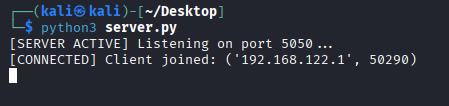 ┌──(kali㉿kali)-[~/Desktop]
└─$ python3 server.py
[SERVER ACTIVE] Listening on port 5050...
[CONNECTED] Client joined: ('192.168.122.1', 50290)